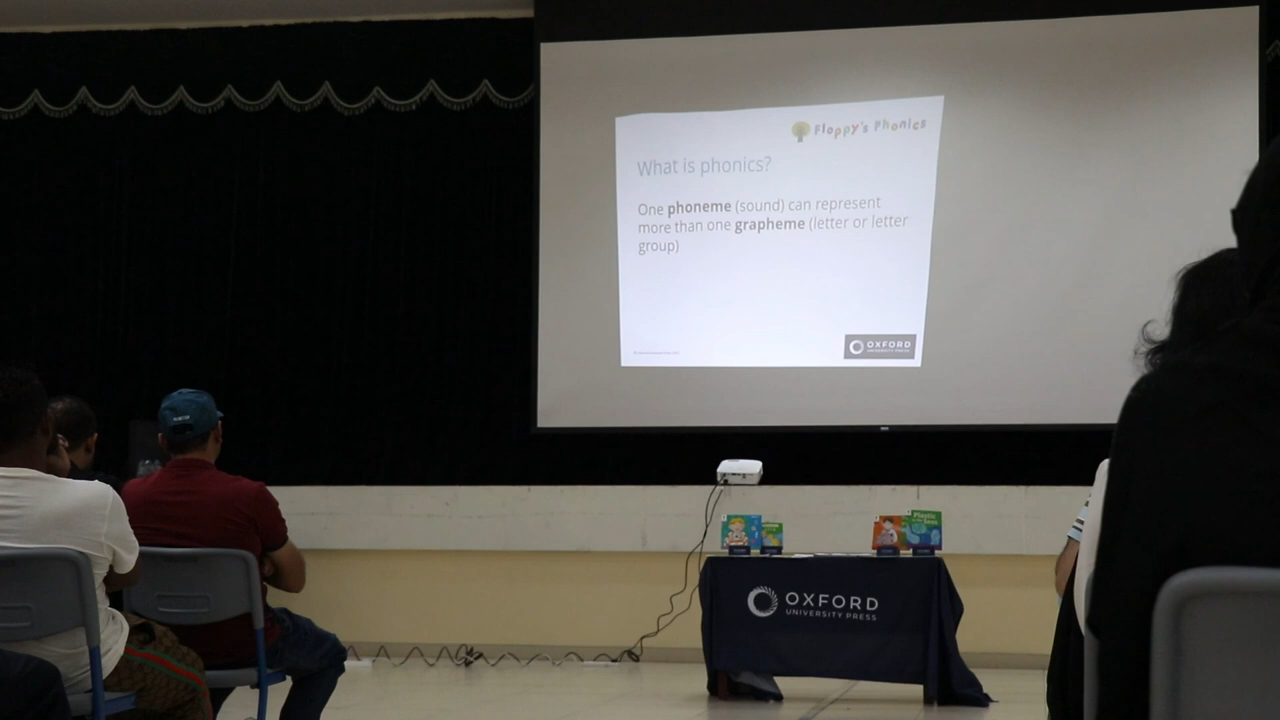 Floppy's Phonics
What is phonics?
One phoneme (sound) can represent
more than one grapheme (letter or letter
group)
OXFORD
UNIVERSITY PRESS
Plastic
Seas
OXFORD
UNIVERSITY PRESS